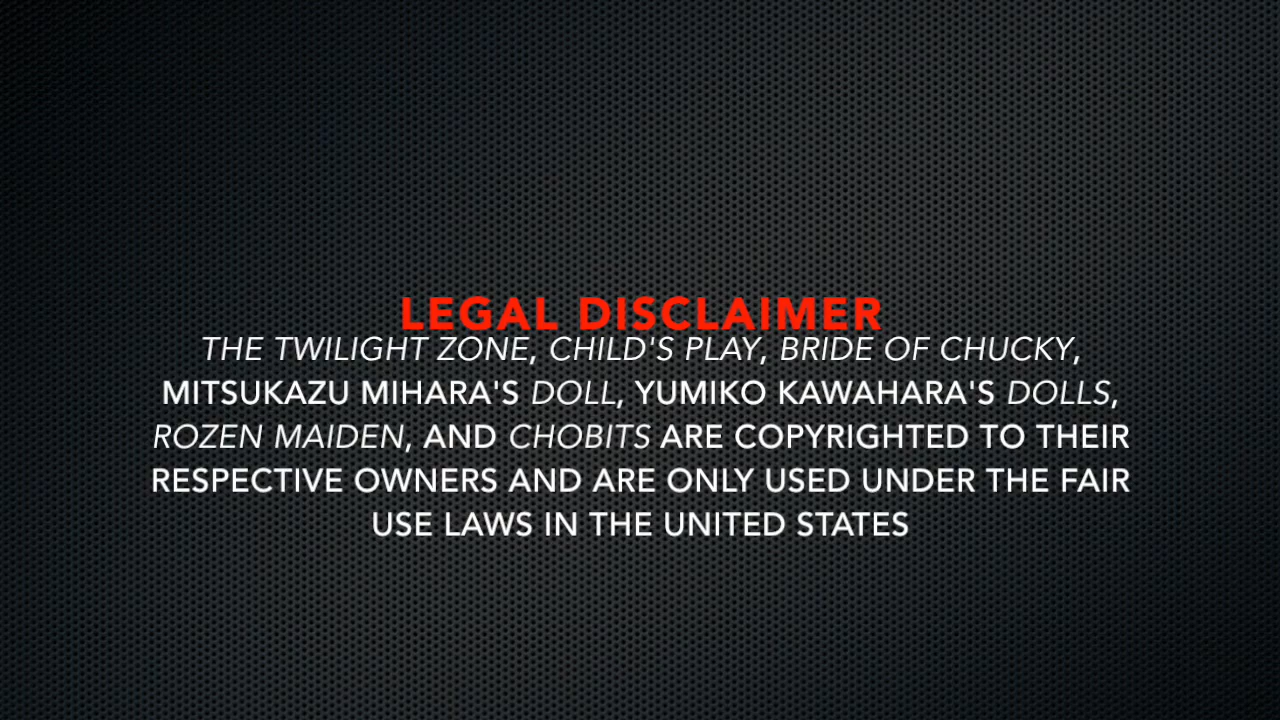 LEGAL DISCLAIMER
THE TWILIGHT ZONE, CHILD'S PLAY, BRIDE OF CHUCKY,
MITSUKAZU MIHARA'S DOLL, YUMIKO KAWAHARA'S DOLLS,
ROZEN MAIDEN, AND CHOBITS ARE COPYRIGHTED TO THEIR
RESPECTIVE OWNERS AND ARE ONLY USED UNDER THE FAIR
USE LAWS IN THE UNITED STATES